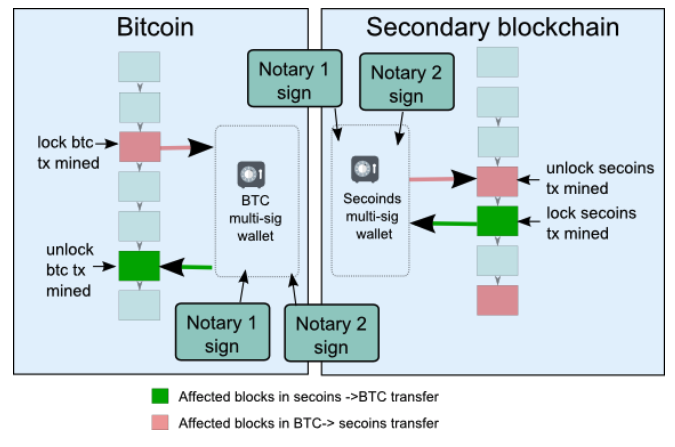 Bitcoin
Secondary blockchain
Notary 1
sign
Notary 2
sign
lock btc
tx mined
BTC
multi-sig
wallet
Secoinds
multi-sig
wallet
unlock secoins
tx mined
lock secoins
tx mined
unlock
btc tx
mined
Notary 1
sign
Notary 2
sign
Affected blocks in secoins ->BTC transfer
Affected blocks in BTC-> secoins transfer